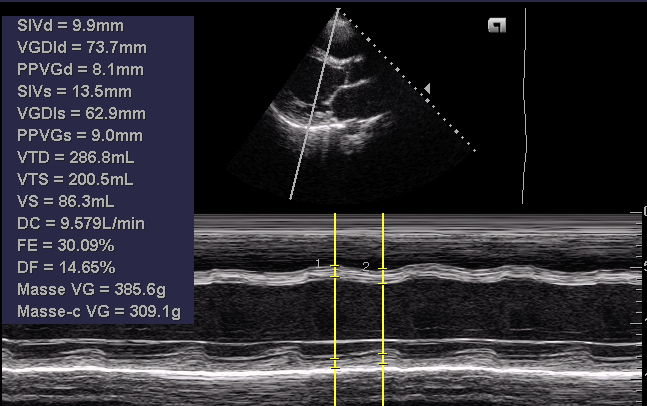 SIVd = 9.9mm
VGDId = 73.7mm
PPVGd = 8.1mm
SIVs = 13.5mm
VGDIs = 62.9mm
PPVGs = 9.0mm
VTD = 286.8mL
VTS = 200.5mL
VS = 86.3mL
DC = 9.579L/min
FE = 30.09%
DF = 14.65%
Masse VG = 385.6g
Masse-c VG = 309.1g
1 2